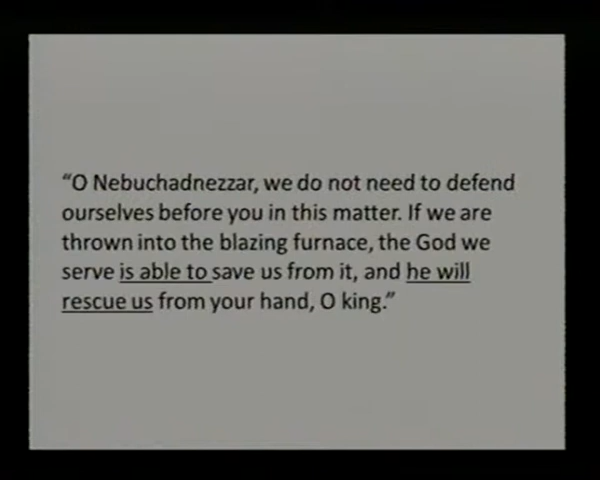 “O Nebuchadnezzar, we do not need to defend
ourselves before you in this matter. If we are
thrown into the blazing furnace, the God we
serve is able to save us from it, and he will
rescue us from your hand, O king.”